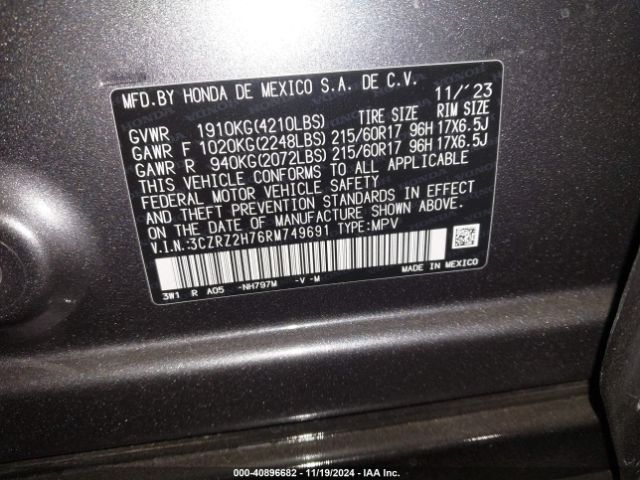 MFD.BY HONDA DE MEXICO S.A. DE C.V. 11/'23
TIRE SIZE RIM SIZE
GVWR 1910KG(4210LBS)
GAWR F 1020KG(2248LBS) 215/60R17 96H 17X6.5J
GAWR R 940KG(2072LBS) 215/60R17 96H 17X6.5J
THIS VEHICLE CONFORMS TO ALL APPLICABLE
FEDERAL MOTOR VEHICLE SAFETY
AND THEFT PREVENTION STANDARDS IN EFFECT
ON THE DATE OF MANUFACTURE SHOWN ABOVE.
V.I.N.:3CZRZ2H76RM749691 TYPE:MPV
MADE IN MEXICO
3W1 R A05 -NH797M -V -M
000-40896682 - 11/19/2024 - IAA Inc.